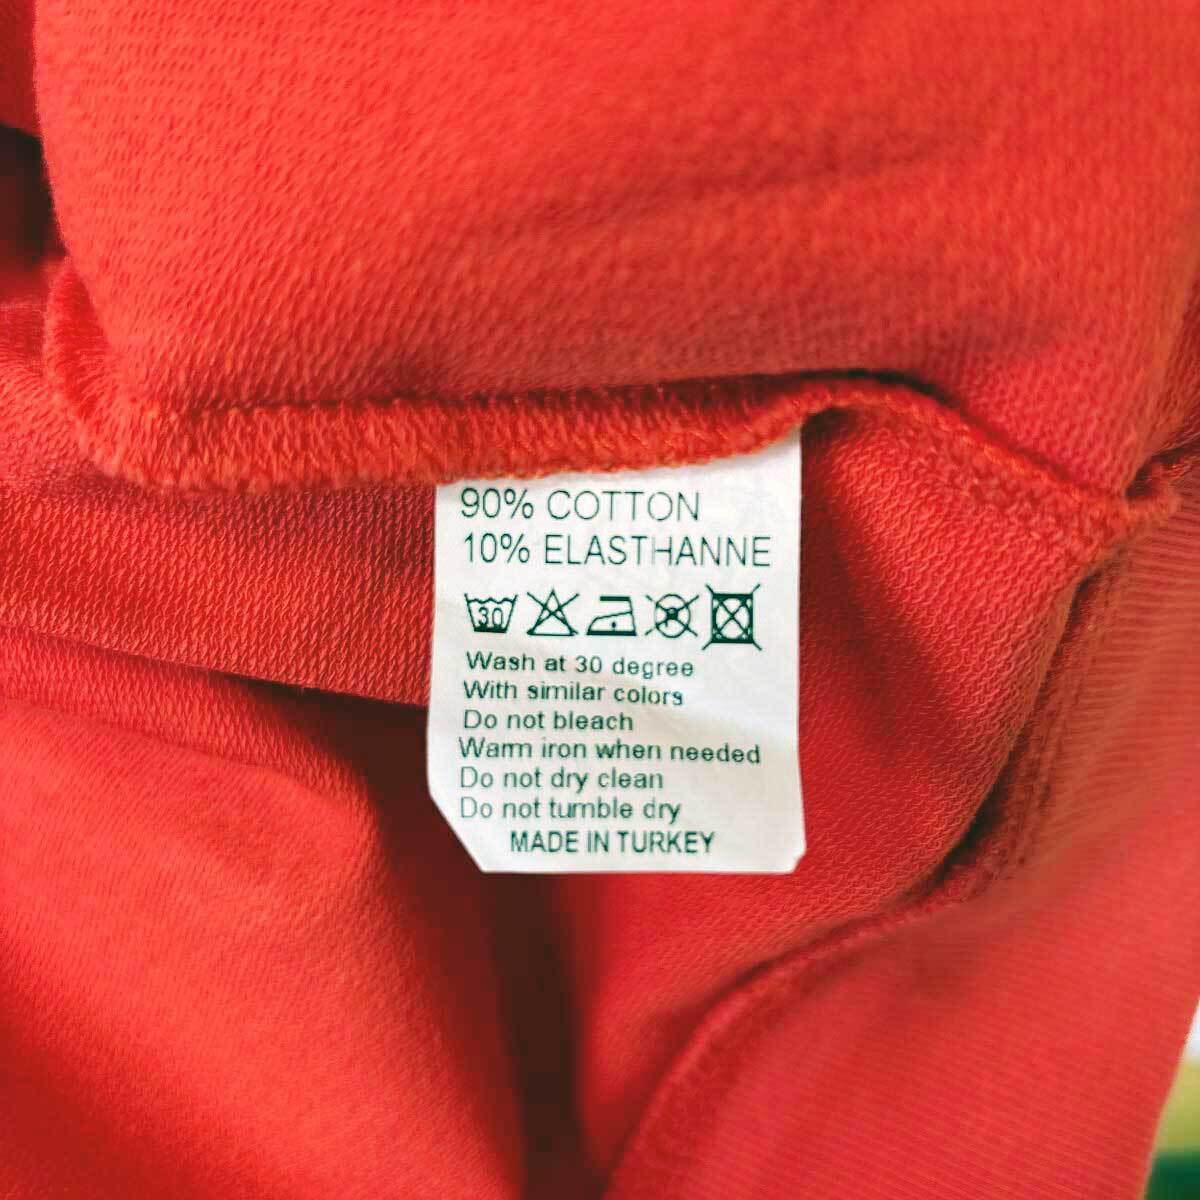 90% COTTON
10% ELASTHANNE
30
Wash at 30 degree
With similar colors
Do not bleach
Warm iron when needed
Do not dry clean
Do not tumble dry
MADE IN TURKEY